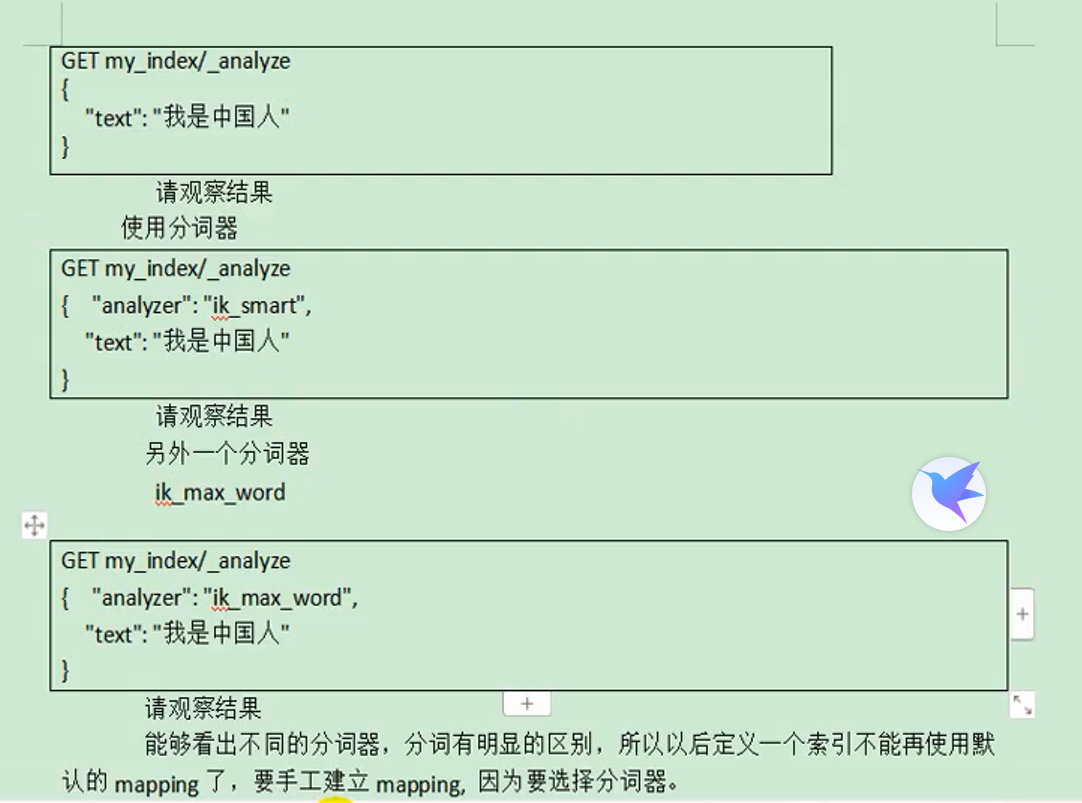 GET my_index/_analyze
{
"text": "我是中国人"
}
请观察结果
使用分词器
GET my_index/_analyze
{ "analyzer": "ik_smart",
"text": "我是中国人"
}
请观察结果
另外一个分词器
ik_max_word
GET my_index/_analyze
{ "analyzer": "ik_max_word",
"text": "我是中国人"
}
请观察结果
能够看出不同的分词器，分词有明显的区别，所以以后定义一个索引不能再使用默
认的 mapping 了，要手工建立 mapping, 因为要选择分词器。